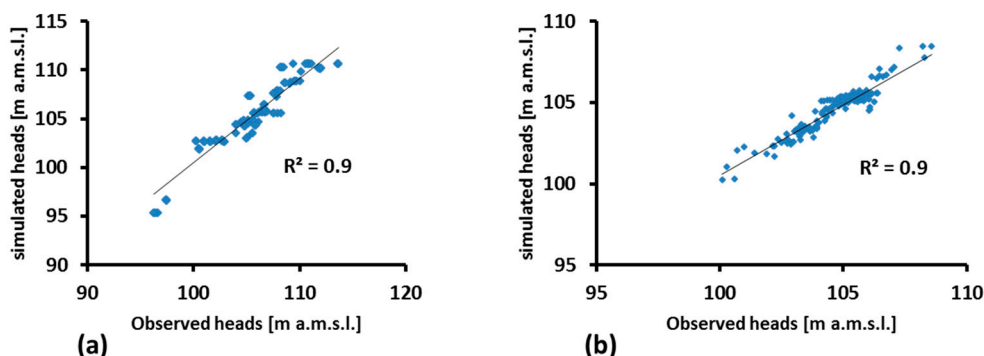 115
110
105
100
95
90
simulated heads [m a.m.s.l.]
R² = 0.9
90 100 110 120
Observed heads [m a.m.s.l.]
(a)
110
105
100
95
simulated heads [m a.m.s.l.]
R² = 0.9
95 100 105 110
Observed heads [m a.m.s.l.]
(b)